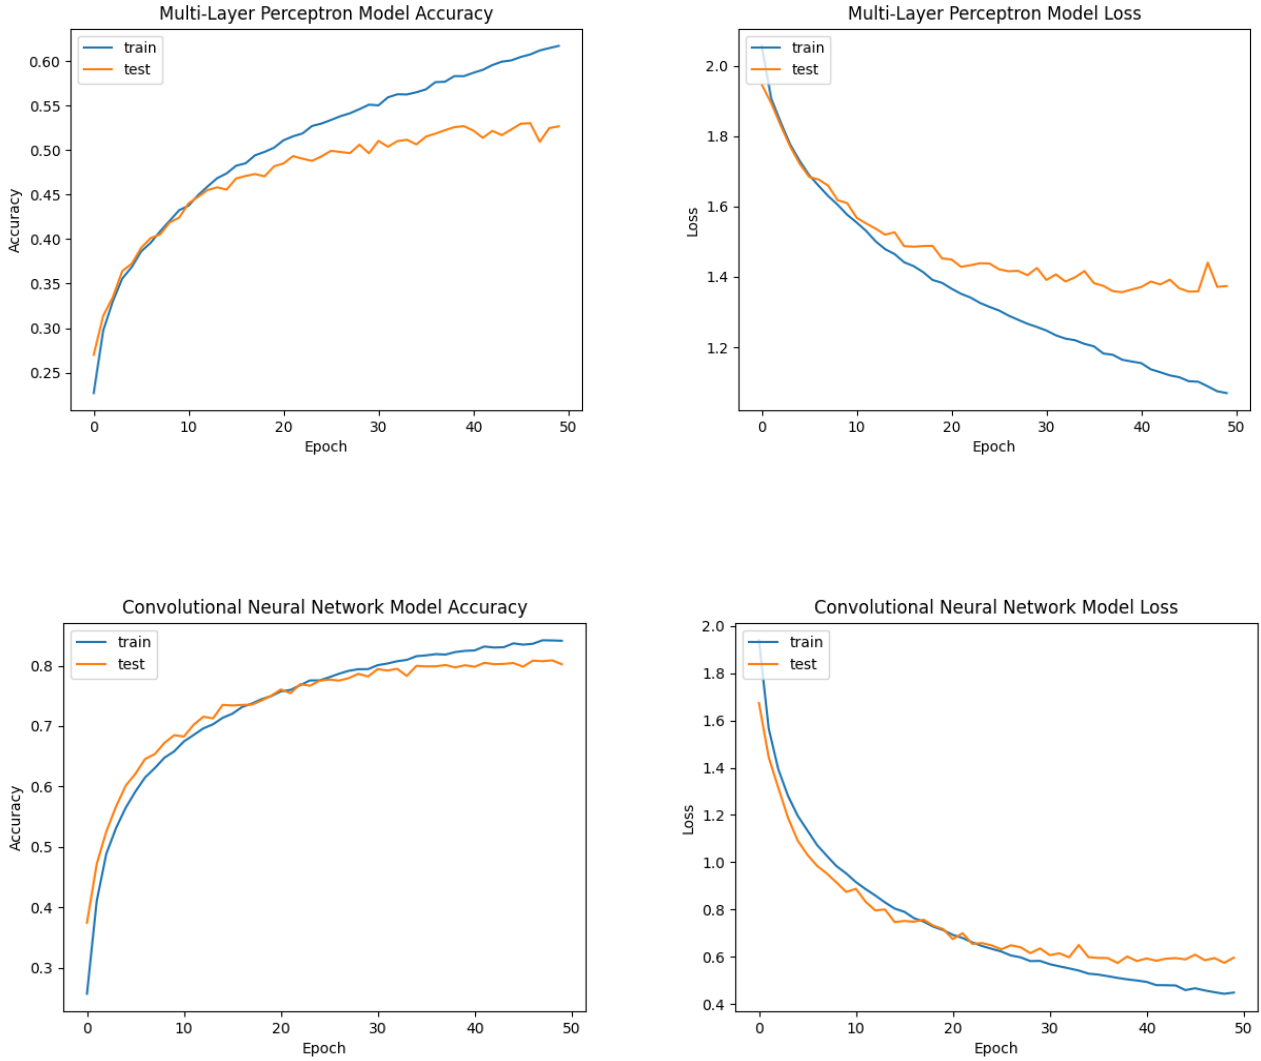 Multi-Layer Perceptron Model Accuracy
train
test
0.60
0.55
0.50
0.45
0.40
0.35
0.30
0.25
Accuracy
0 10 20 30 40 50
Epoch
Multi-Layer Perceptron Model Loss
train
test
2.0
1.8
1.6
1.4
1.2
Loss
0 10 20 30 40 50
Epoch
Convolutional Neural Network Model Accuracy
train
test
0.8
0.7
0.6
0.5
0.4
0.3
Accuracy
0 10 20 30 40 50
Epoch
Convolutional Neural Network Model Loss
train
test
2.0
1.8
1.6
1.4
1.2
1.0
0.8
0.6
0.4
Loss
0 10 20 30 40 50
Epoch